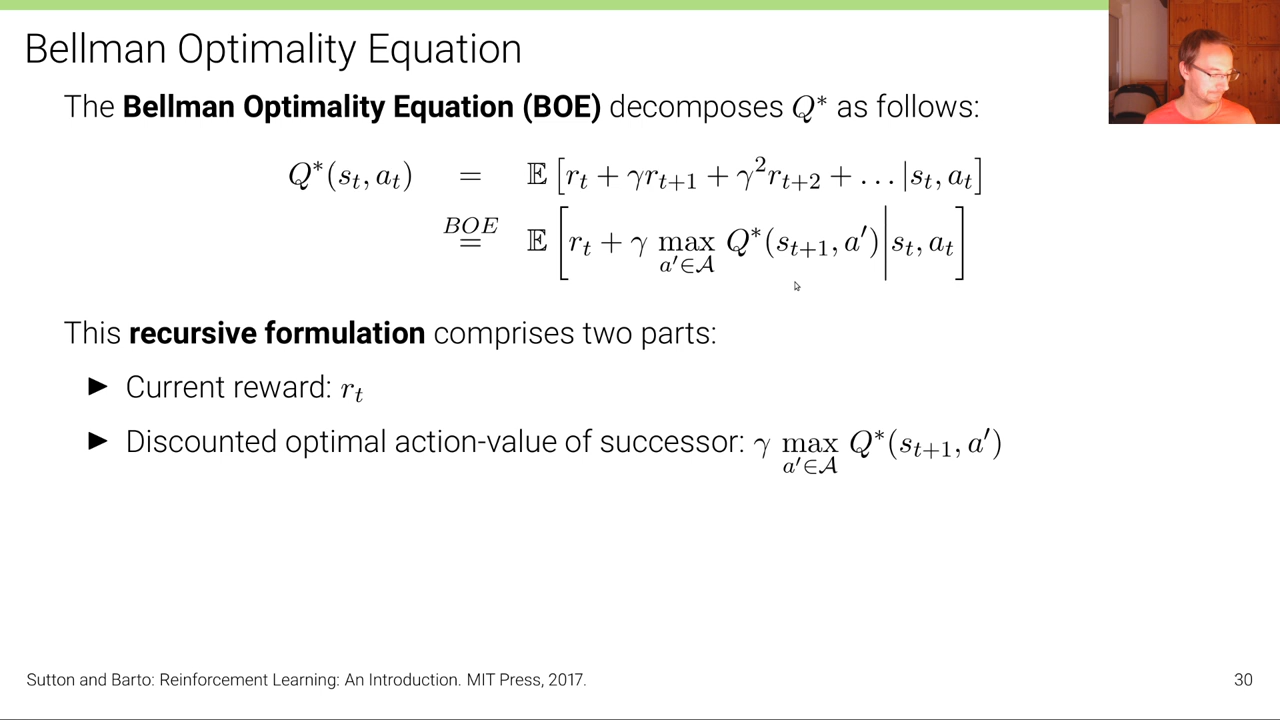 Bellman Optimality Equation
The Bellman Optimality Equation (BOE) decomposes Q* as follows:
Q*(s_t, a_t) = 𝔼 [r_t + γr_{t+1} + γ²r_{t+2} + … |s_t, a_t]
BOE
= 𝔼 [r_t + γ max_{a′∈𝒜} Q*(s_{t+1}, a′) | s_t, a_t]
This recursive formulation comprises two parts:
▶ Current reward: r_t
▶ Discounted optimal action-value of successor: γ max_{a′∈𝒜} Q*(s_{t+1}, a′)
Sutton and Barto: Reinforcement Learning: An Introduction. MIT Press, 2017.
30